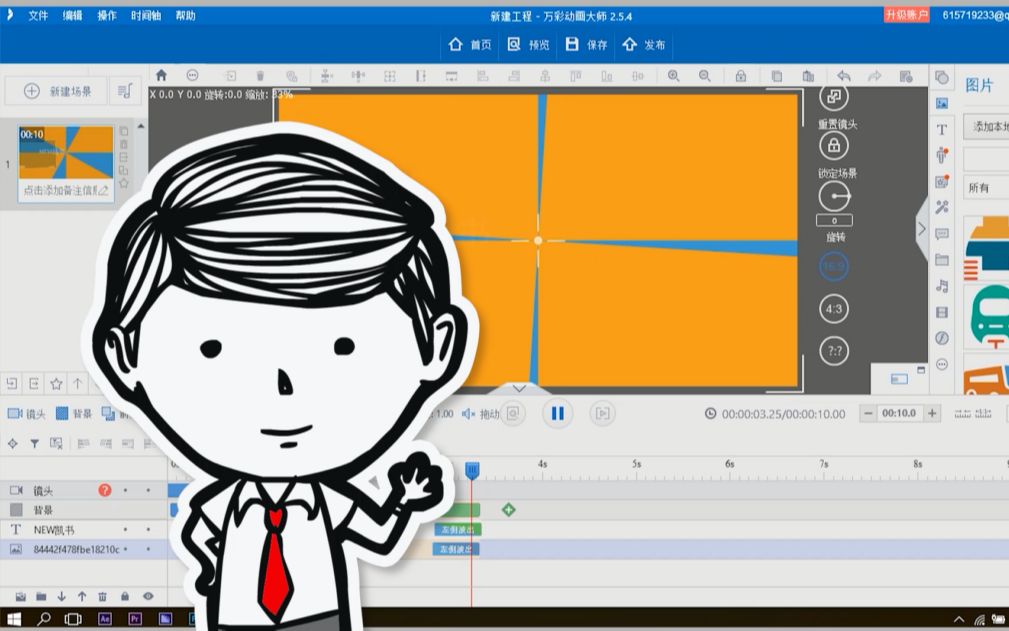 文件 编辑 操作 时间轴 帮助
新建工程 - 万彩动画大师 2.5.4
升级账户 615719233@q
首页 预览 保存 发布
新建场景
X 0.0 Y 0.0 旋转:0.0 缩放: 83%
图片
00:10
添加本地
重置镜头
1
锁定场景
点击添加备注信息
所有
0
旋转
16:9
4:3
?:?
镜头 背景
1.00 拖动
00:00:03.25/00:00:10.00
00:10.0
4s 5s 6s 7s 8s
镜头
背景
NEW凯书
左侧滚出
84442f478fbe18210c
左侧滚出
Ae Pr